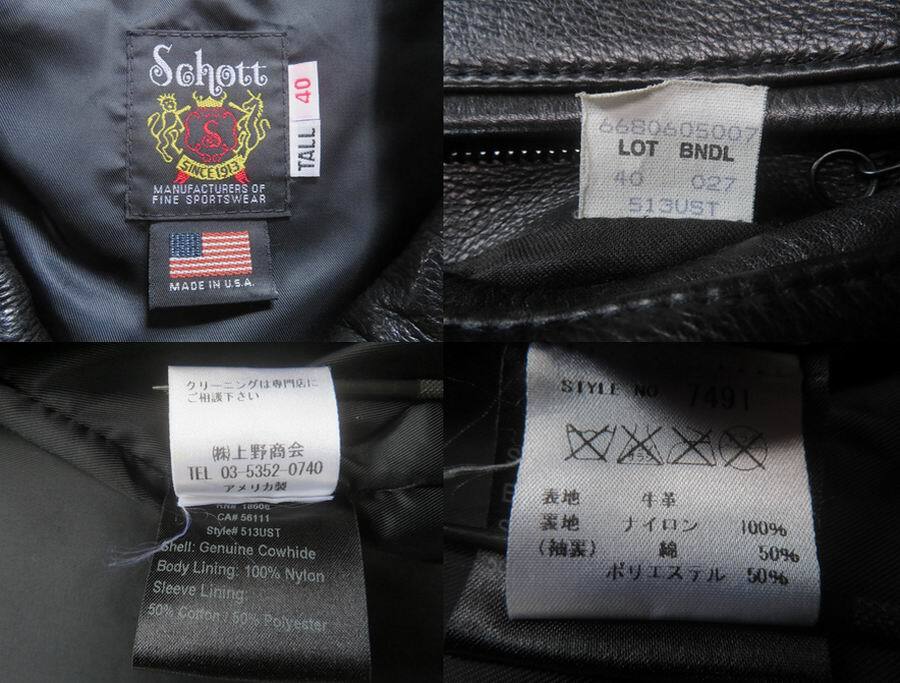 Schott
S
SINCE 1913
MANUFACTURERS OF
FINE SPORTSWEAR
TALL 40
MADE IN U.S.A.
6680605007
LOT BNDL
40 027
513UST
クリーニングは専門店に
ご相談下さい
㈱上野商会
TEL 03-5352-0740
アメリカ製
RN# 18606
CA# 56111
Style# 513UST
Shell: Genuine Cowhide
Body Lining: 100% Nylon
Sleeve Lining:
50% Cotton / 50% Polyester
STYLE NO 7491
表地 牛革
裏地 ナイロン 100%
(袖裏) 綿 50%
ポリエステル 50%